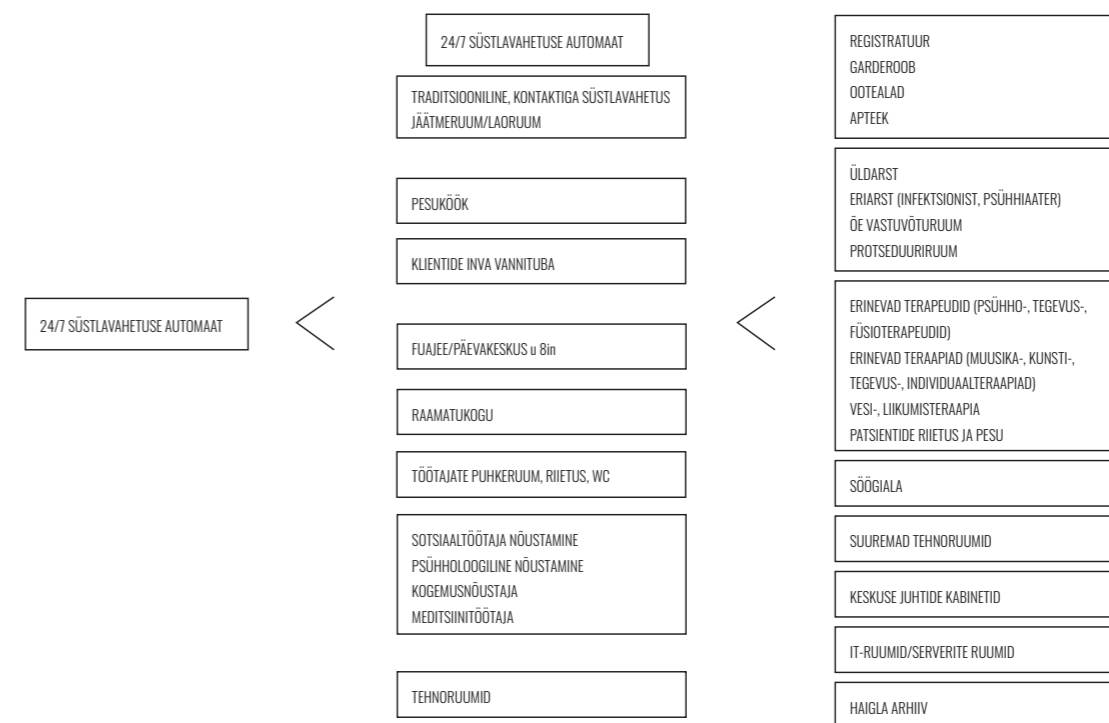 24/7 SÜSTLAVAHETUSE AUTOMAAT
24/7 SÜSTLAVAHETUSE AUTOMAAT
TRADITSIOONILINE, KONTAKTIGA SÜSTLAVAHETUS
JÄÄTMERUUM/LAORUUM
PESUKÖÖK
KLIENTIDE INVA VANNITUBA
FUAJEE/PÄEVAKESKUS u 8in
RAAMATUKOGU
TÖÖTAJATE PUHKERUUM, RIIETUS, WC
SOTSIAALTÖÖTAJA NÕUSTAMINE
PSÜHHOLOOGILINE NÕUSTAMINE
KOGEMUSNÕUSTAJA
MEDITSIINITÖÖTAJA
TEHNORUUMID
REGISTRATUUR
GARDEROOB
OOTEALAD
APTEEK
ÜLDARST
ERIARST (INFEKTSIONIST, PSÜHHIAATER)
ÕE VASTUVÕTURUUM
PROTSEDUURIRUUM
ERINEVAD TERAPEUDID (PSÜHHO-, TEGEVUS-,
FÜSIOTERAPEUDID)
ERINEVAD TERAAPIAD (MUUSIKA-, KUNSTI-,
TEGEVUS-, INDIVIDUAALTERAAPIAD)
VESI-, LIIKUMISTERAAPIA
PATSIENTIDE RIIETUS JA PESU
SÖÖGIALA
SUUREMAD TEHNORUUMID
KESKUSE JUHTIDE KABINETID
IT-RUUMID/SERVERITE RUUMID
HAIGLA ARHIIV